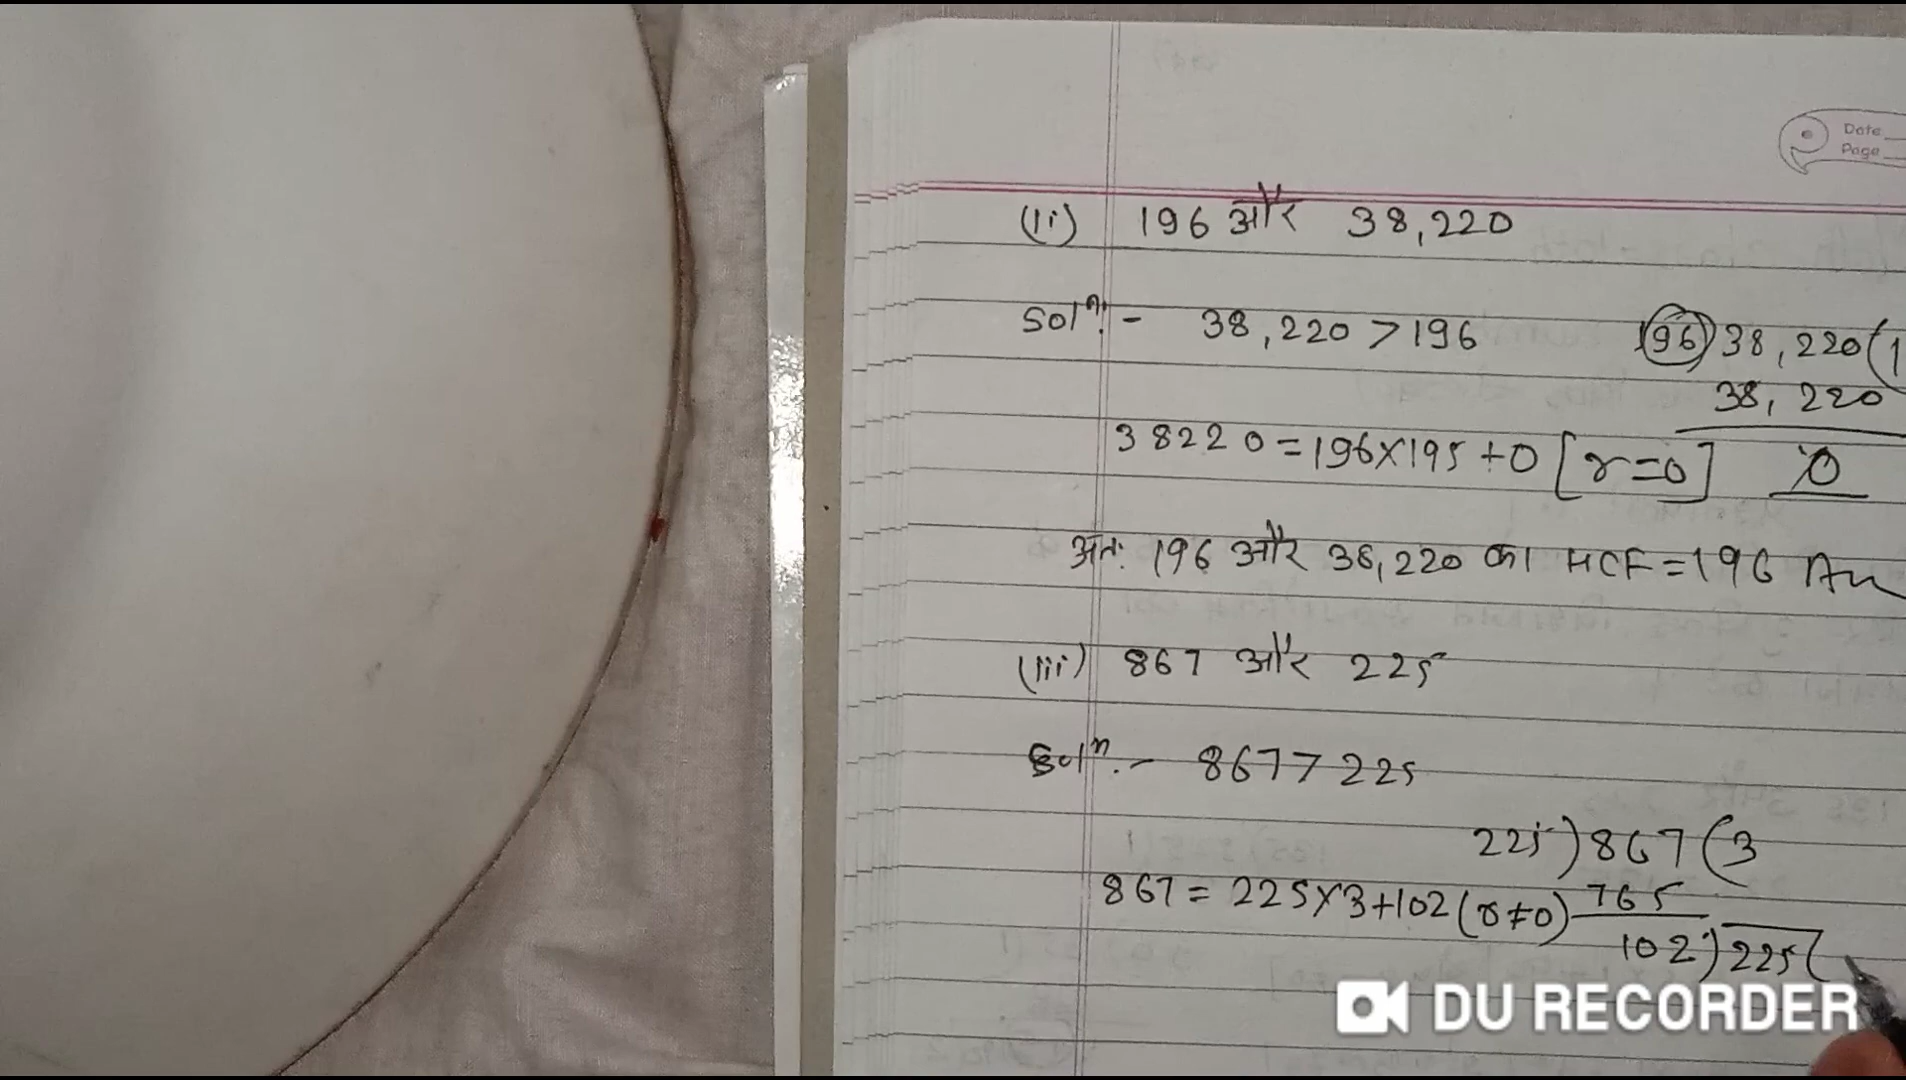 Date
Page
(ii) 196 और 38,220
Solⁿ:- 38,220 > 196
196)38,220(1
38,220
38220=196×195+0 [r=0] 0
अतः 196 और 38,220 का HCF=196 An
(iii) 867 और 225
Solⁿ.- 867>225
225)867(3
867=225×3+102(r≠0) 765
102)225(
DU RECORDER